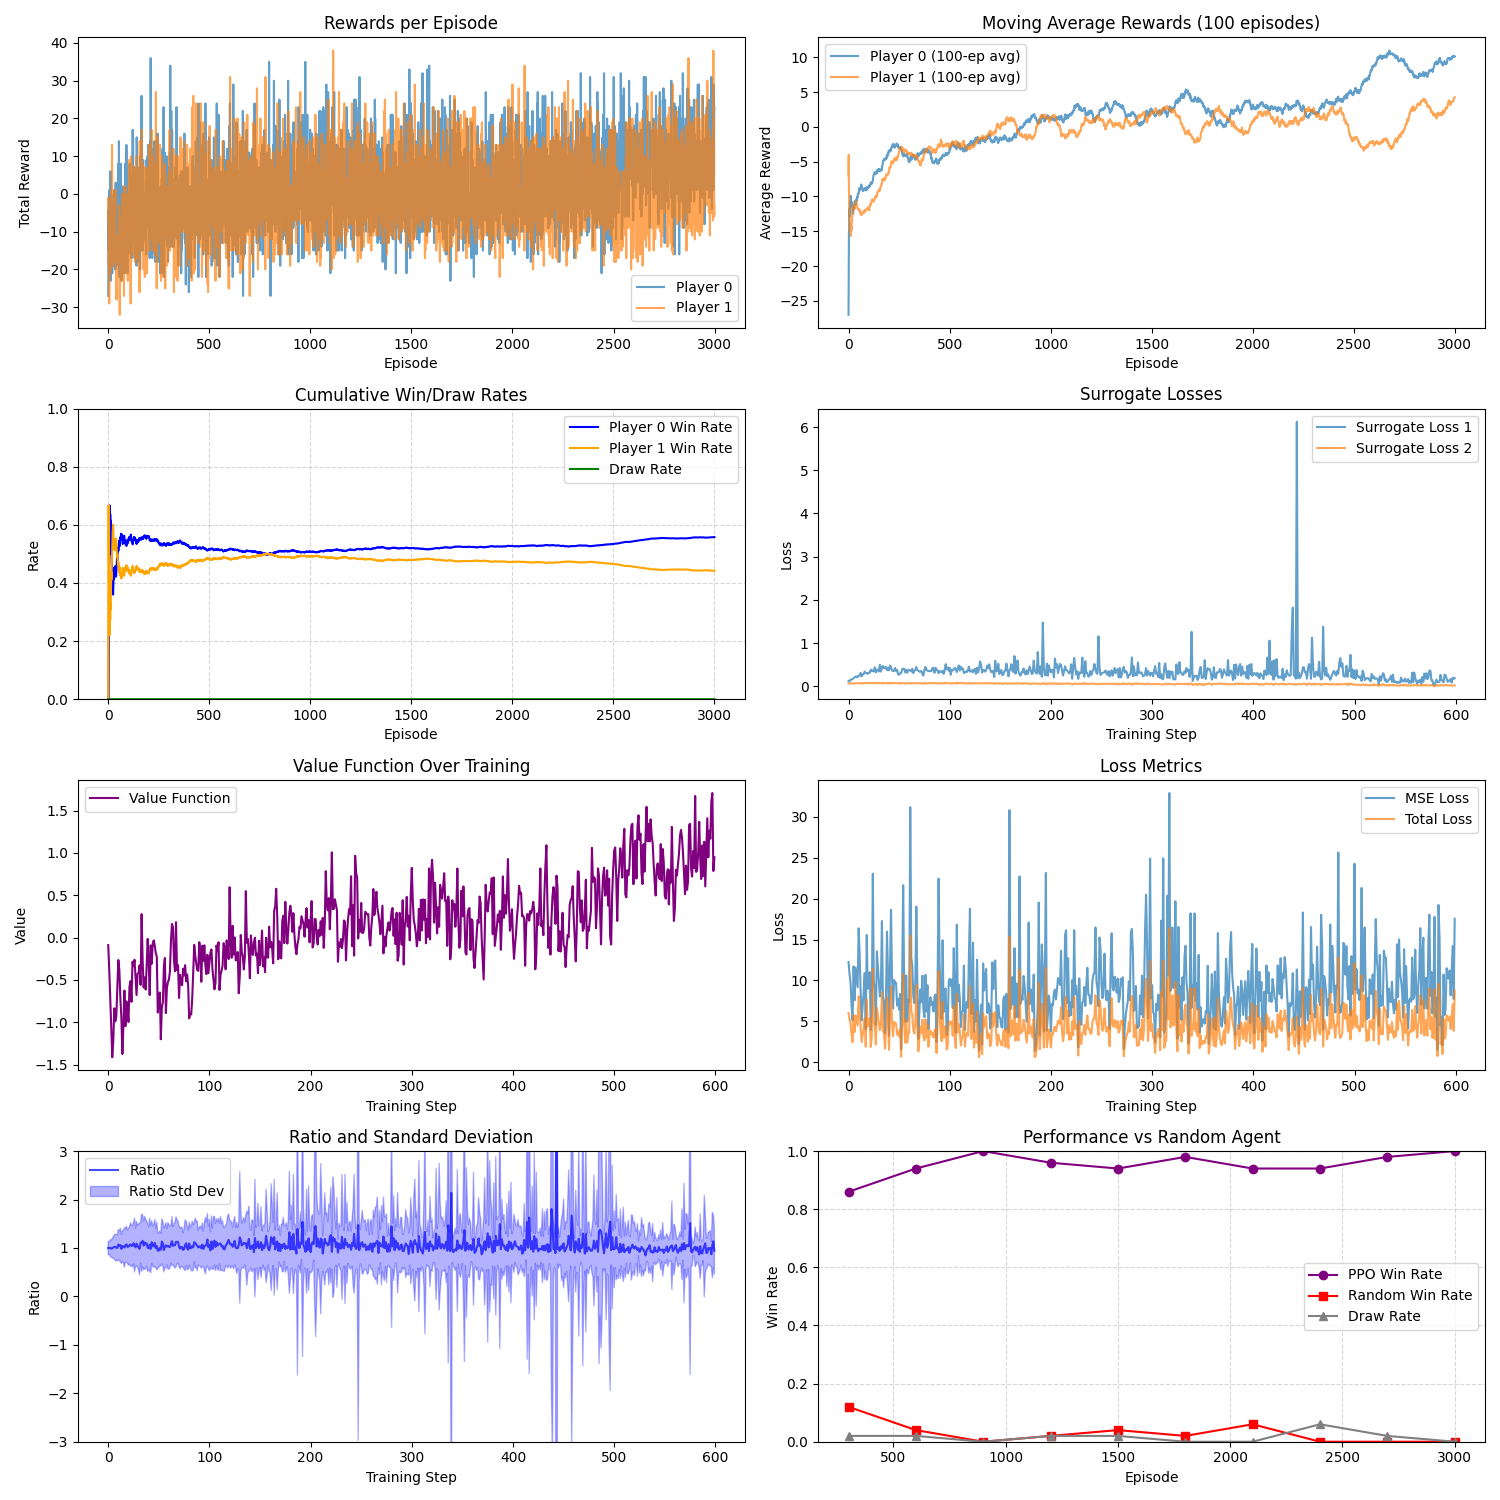 Rewards per Episode
40
30
20
10
0
−10
−20
−30
Total Reward
Player 0
Player 1
0
500
1000
1500
2000
2500
3000
Episode
Moving Average Rewards (100 episodes)
10
5
0
−5
−10
−15
−20
−25
Average Reward
Player 0 (100-ep avg)
Player 1 (100-ep avg)
0
500
1000
1500
2000
2500
3000
Episode
Cumulative Win/Draw Rates
1.0
0.8
0.6
0.4
0.2
0.0
Rate
Player 0 Win Rate
Player 1 Win Rate
Draw Rate
0
500
1000
1500
2000
2500
3000
Episode
Surrogate Losses
6
5
4
3
2
1
0
Loss
Surrogate Loss 1
Surrogate Loss 2
0
100
200
300
400
500
600
Training Step
Value Function Over Training
1.5
1.0
0.5
0.0
−0.5
−1.0
−1.5
Value
Value Function
0
100
200
300
400
500
600
Training Step
Loss Metrics
30
25
20
15
10
5
0
Loss
MSE Loss
Total Loss
0
100
200
300
400
500
600
Training Step
Ratio and Standard Deviation
3
2
1
0
−1
−2
−3
Ratio
Ratio
Ratio Std Dev
0
100
200
300
400
500
600
Training Step
Performance vs Random Agent
1.0
0.8
0.6
0.4
0.2
0.0
Win Rate
PPO Win Rate
Random Win Rate
Draw Rate
500
1000
1500
2000
2500
3000
Episode